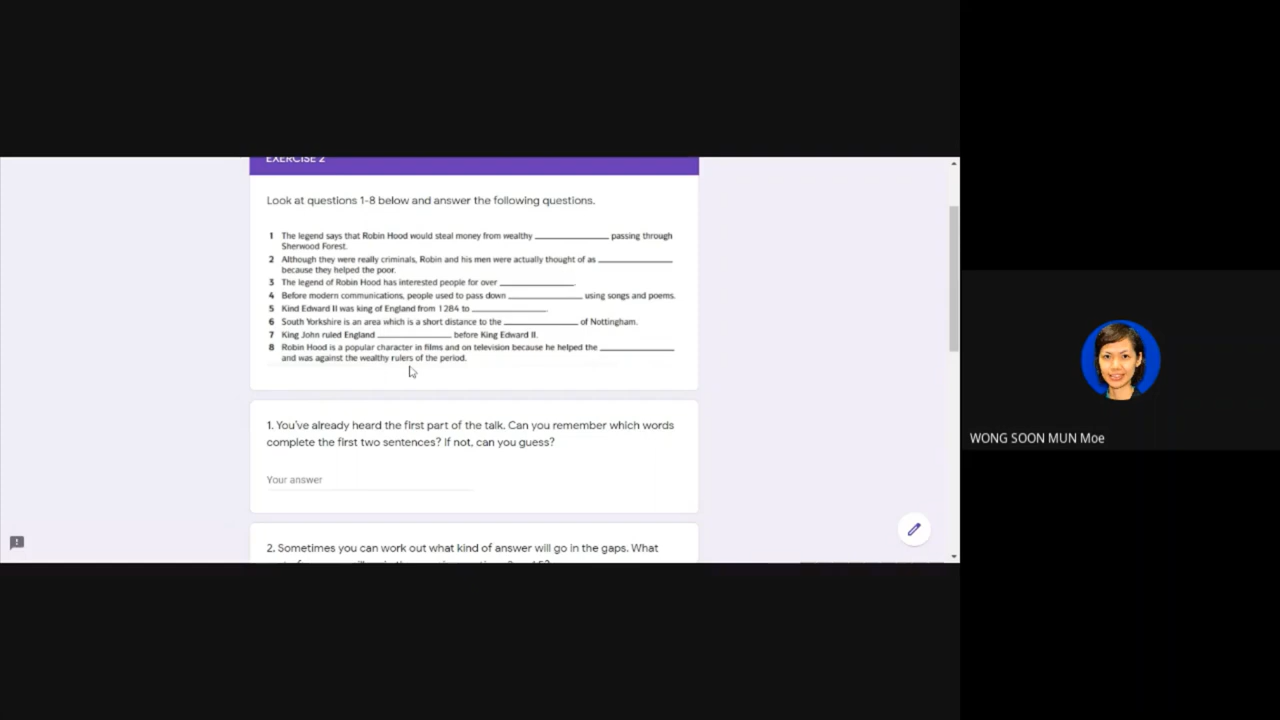 EXERCISE 2
Look at questions 1-8 below and answer the following questions.
1 The legend says that Robin Hood would steal money from wealthy ____________ passing through
Sherwood Forest.
2 Although they were really criminals, Robin and his men were actually thought of as ____________
because they helped the poor.
3 The legend of Robin Hood has interested people for over ____________.
4 Before modern communications, people used to pass down ____________ using songs and poems.
5 Kind Edward II was king of England from 1284 to ____________.
6 South Yorkshire is an area which is a short distance to the ____________ of Nottingham.
7 King John ruled England ____________ before King Edward II.
8 Robin Hood is a popular character in films and on television because he helped the ____________
and was against the wealthy rulers of the period.
1. You've already heard the first part of the talk. Can you remember which words
complete the first two sentences? If not, can you guess?
Your answer
2. Sometimes you can work out what kind of answer will go in the gaps. What
WONG SOON MUN Moe